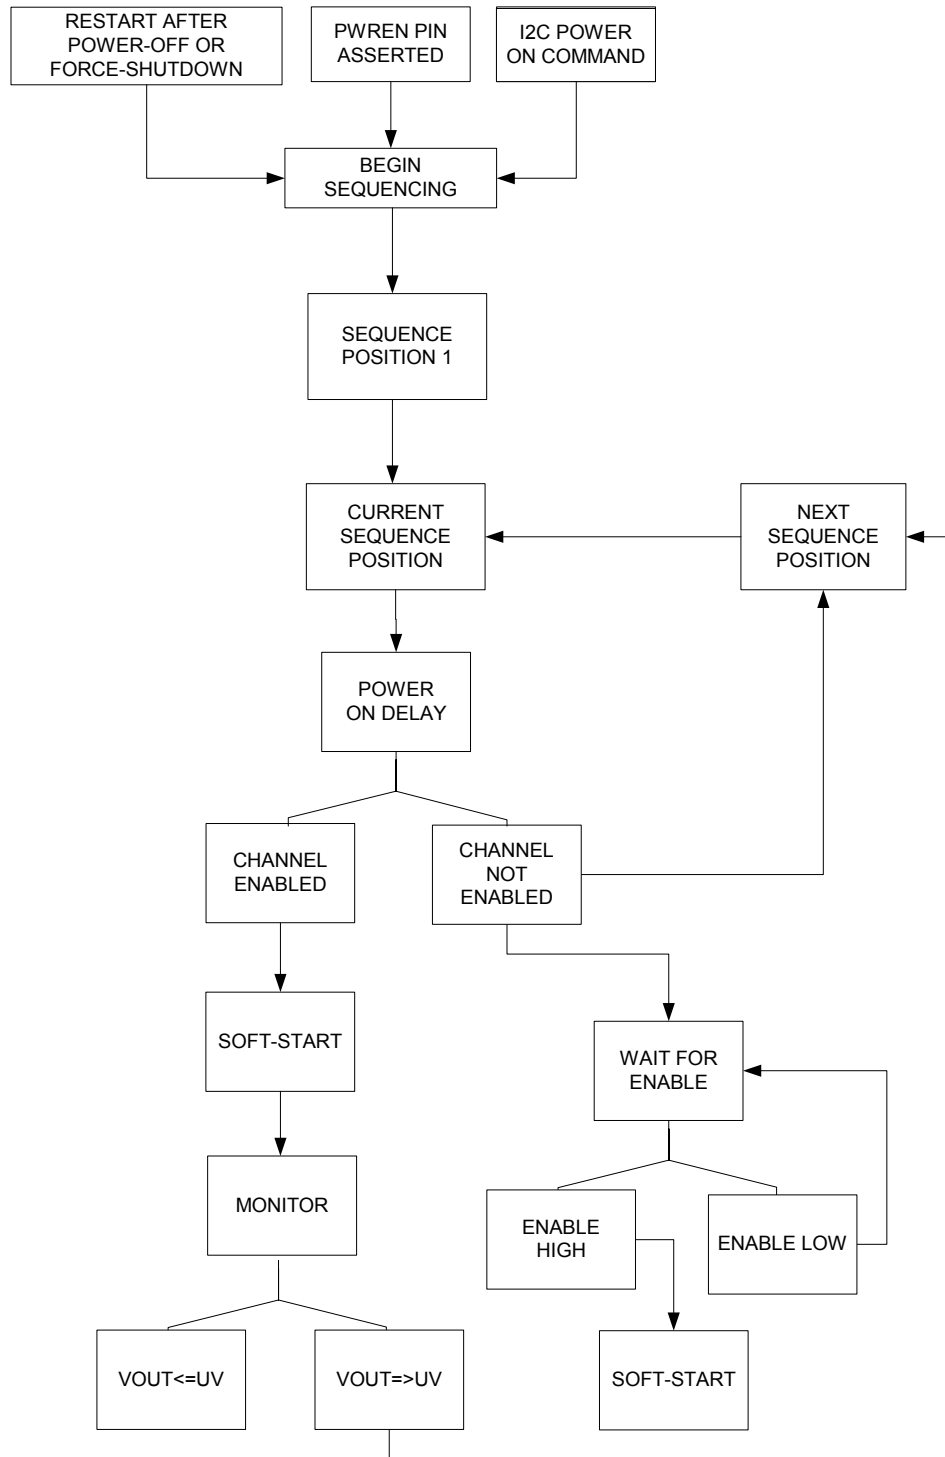 RESTART AFTER
POWER-OFF OR
FORCE-SHUTDOWN
PWREN PIN
ASSERTED
I2C POWER
ON COMMAND
BEGIN
SEQUENCING
SEQUENCE
POSITION 1
CURRENT
SEQUENCE
POSITION
NEXT
SEQUENCE
POSITION
POWER
ON DELAY
CHANNEL
ENABLED
CHANNEL
NOT
ENABLED
SOFT-START
WAIT FOR
ENABLE
MONITOR
ENABLE
HIGH
ENABLE LOW
VOUT<=UV
VOUT=>UV
SOFT-START